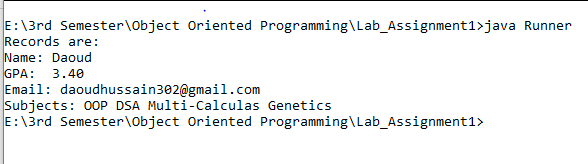 E:\3rd Semester\Object Oriented Programming\Lab_Assignment1>java Runner
Records are:
Name: Daoud
GPA:  3.40
Email: daoudhussain302@gmail.com
Subjects: OOP DSA Multi-Calculas Genetics
E:\3rd Semester\Object Oriented Programming\Lab_Assignment1>